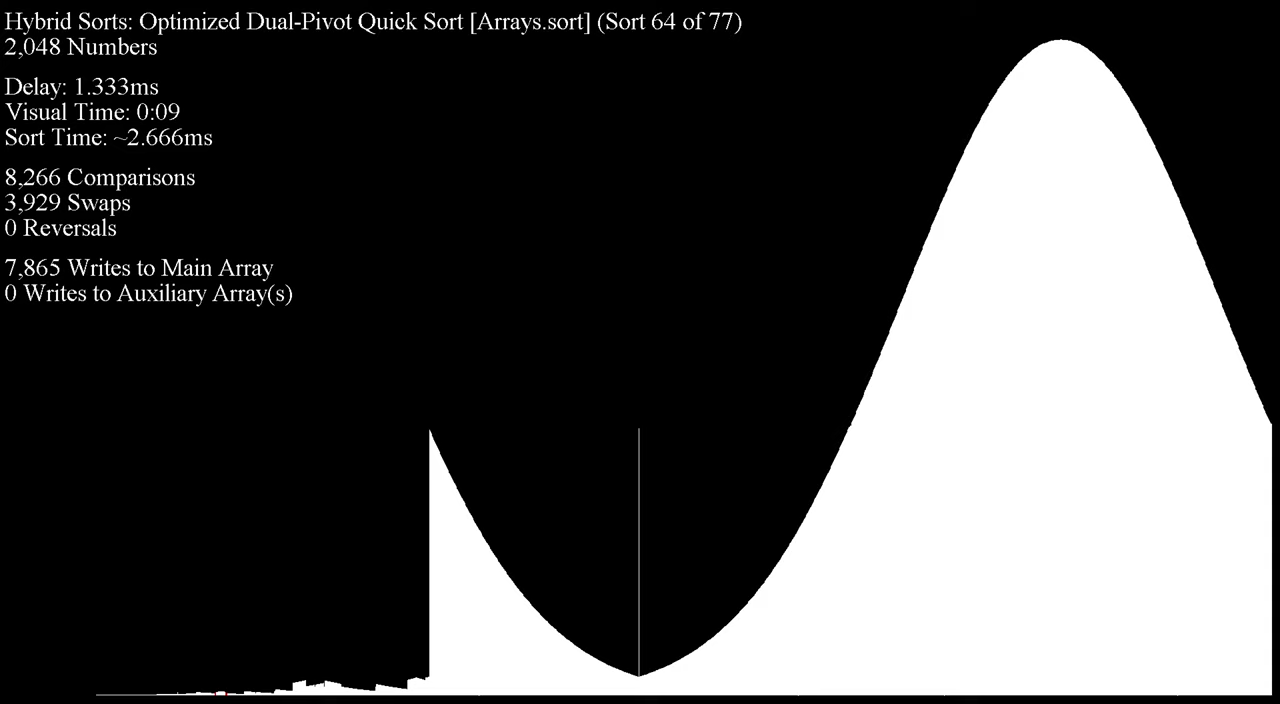 Hybrid Sorts: Optimized Dual-Pivot Quick Sort [Arrays.sort] (Sort 64 of 77)
2,048 Numbers
Delay: 1.333ms
Visual Time: 0:09
Sort Time: ~2.666ms
8,266 Comparisons
3,929 Swaps
0 Reversals
7,865 Writes to Main Array
0 Writes to Auxiliary Array(s)